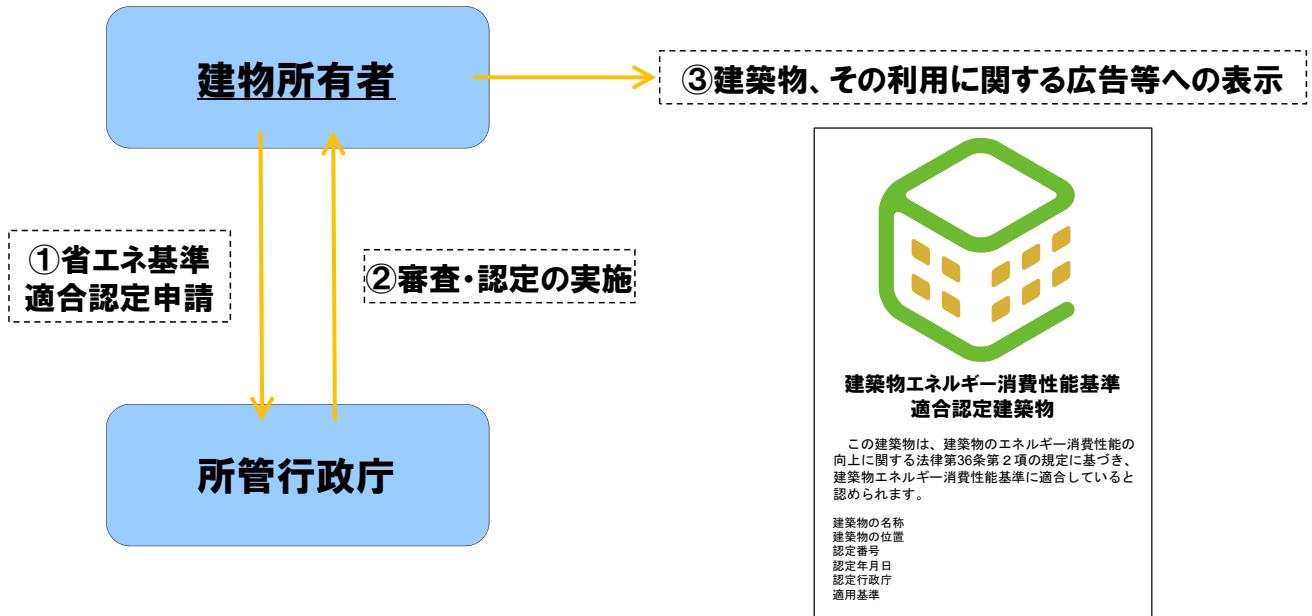 建物所有者
③建築物、その利用に関する広告等への表示
①省エネ基準
適合認定申請
②審査・認定の実施
所管行政庁
建築物エネルギー消費性能基準
適合認定建築物
この建築物は、建築物のエネルギー消費性能の
向上に関する法律第36条第２項の規定に基づき、
建築物エネルギー消費性能基準に適合していると
認められます。
建築物の名称
建築物の位置
認定番号
認定年月日
認定行政庁
適用基準